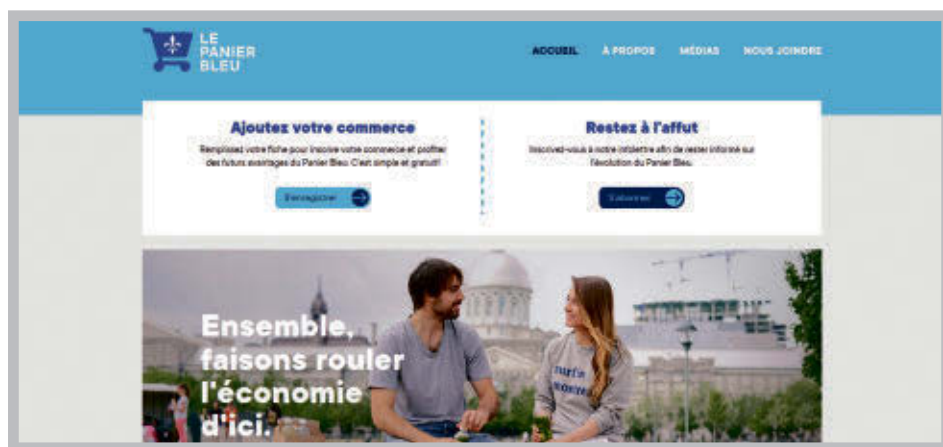 LE
PANIER
BLEU
ACCUEIL À PROPOS MÉDIAS NOUS JOINDRE
Ajoutez votre commerce
Remplissez votre fiche pour inscrire votre commerce et profiter
des futurs avantages du Panier Bleu. C'est simple et gratuit!
S'enregistrer
Restez à l'affut
Inscrivez-vous à notre infolettre afin de rester informé sur
l'évolution du Panier Bleu.
S'abonner
Ensemble,
faisons rouler
l'économie
d'ici.